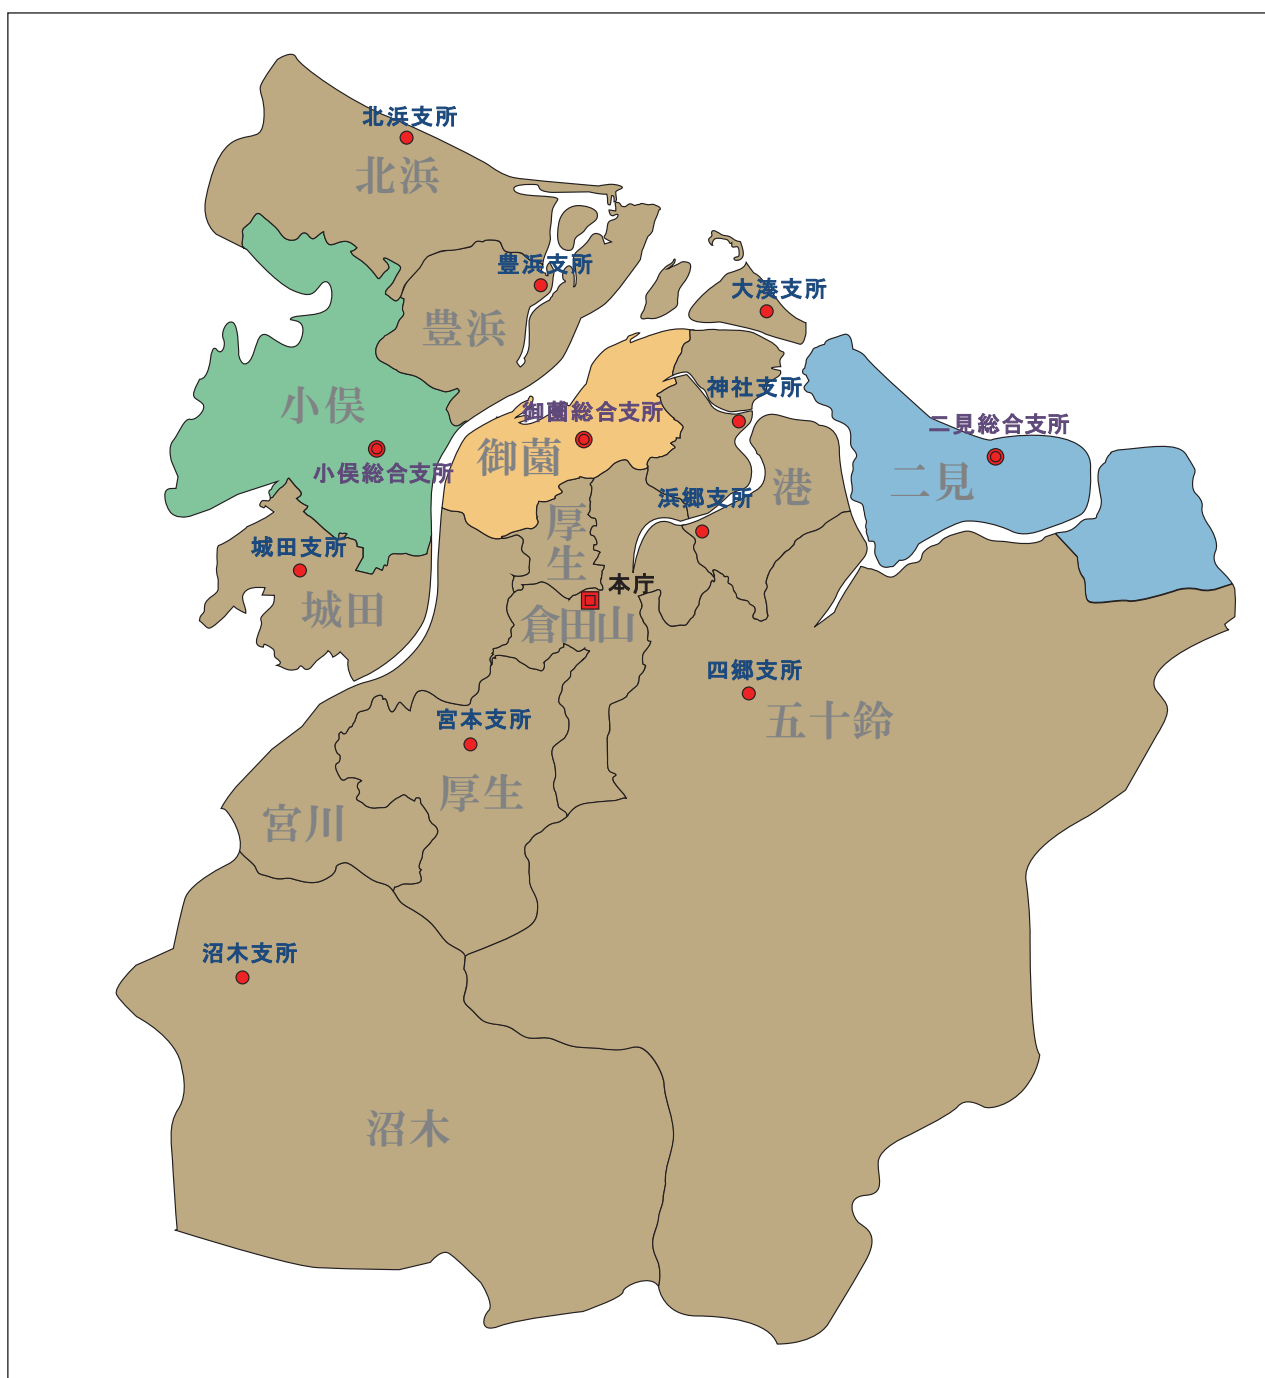 北浜支所
北浜
豊浜支所
豊浜
大湊支所
神社支所
小俣
小俣総合支所
御薗総合支所
御薗
二見総合支所
二見
港
浜郷支所
厚生
城田支所
城田
本庁
倉田山
四郷支所
五十鈴
宮本支所
厚生
宮川
沼木支所
沼木